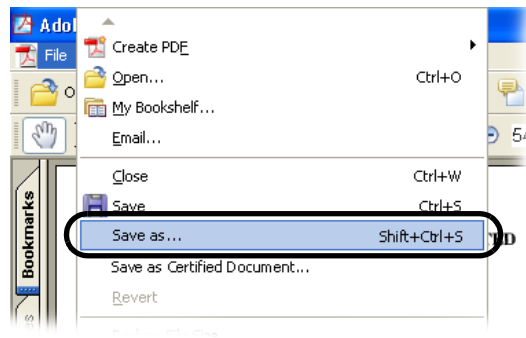 Adol
File
Create PDF
Open... Ctrl+O
My Bookshelf...
Email...
54
Close Ctrl+W
Save Ctrl+S
Save as... Shift+Ctrl+S
Save as Certified Document...
Revert
Bookmarks